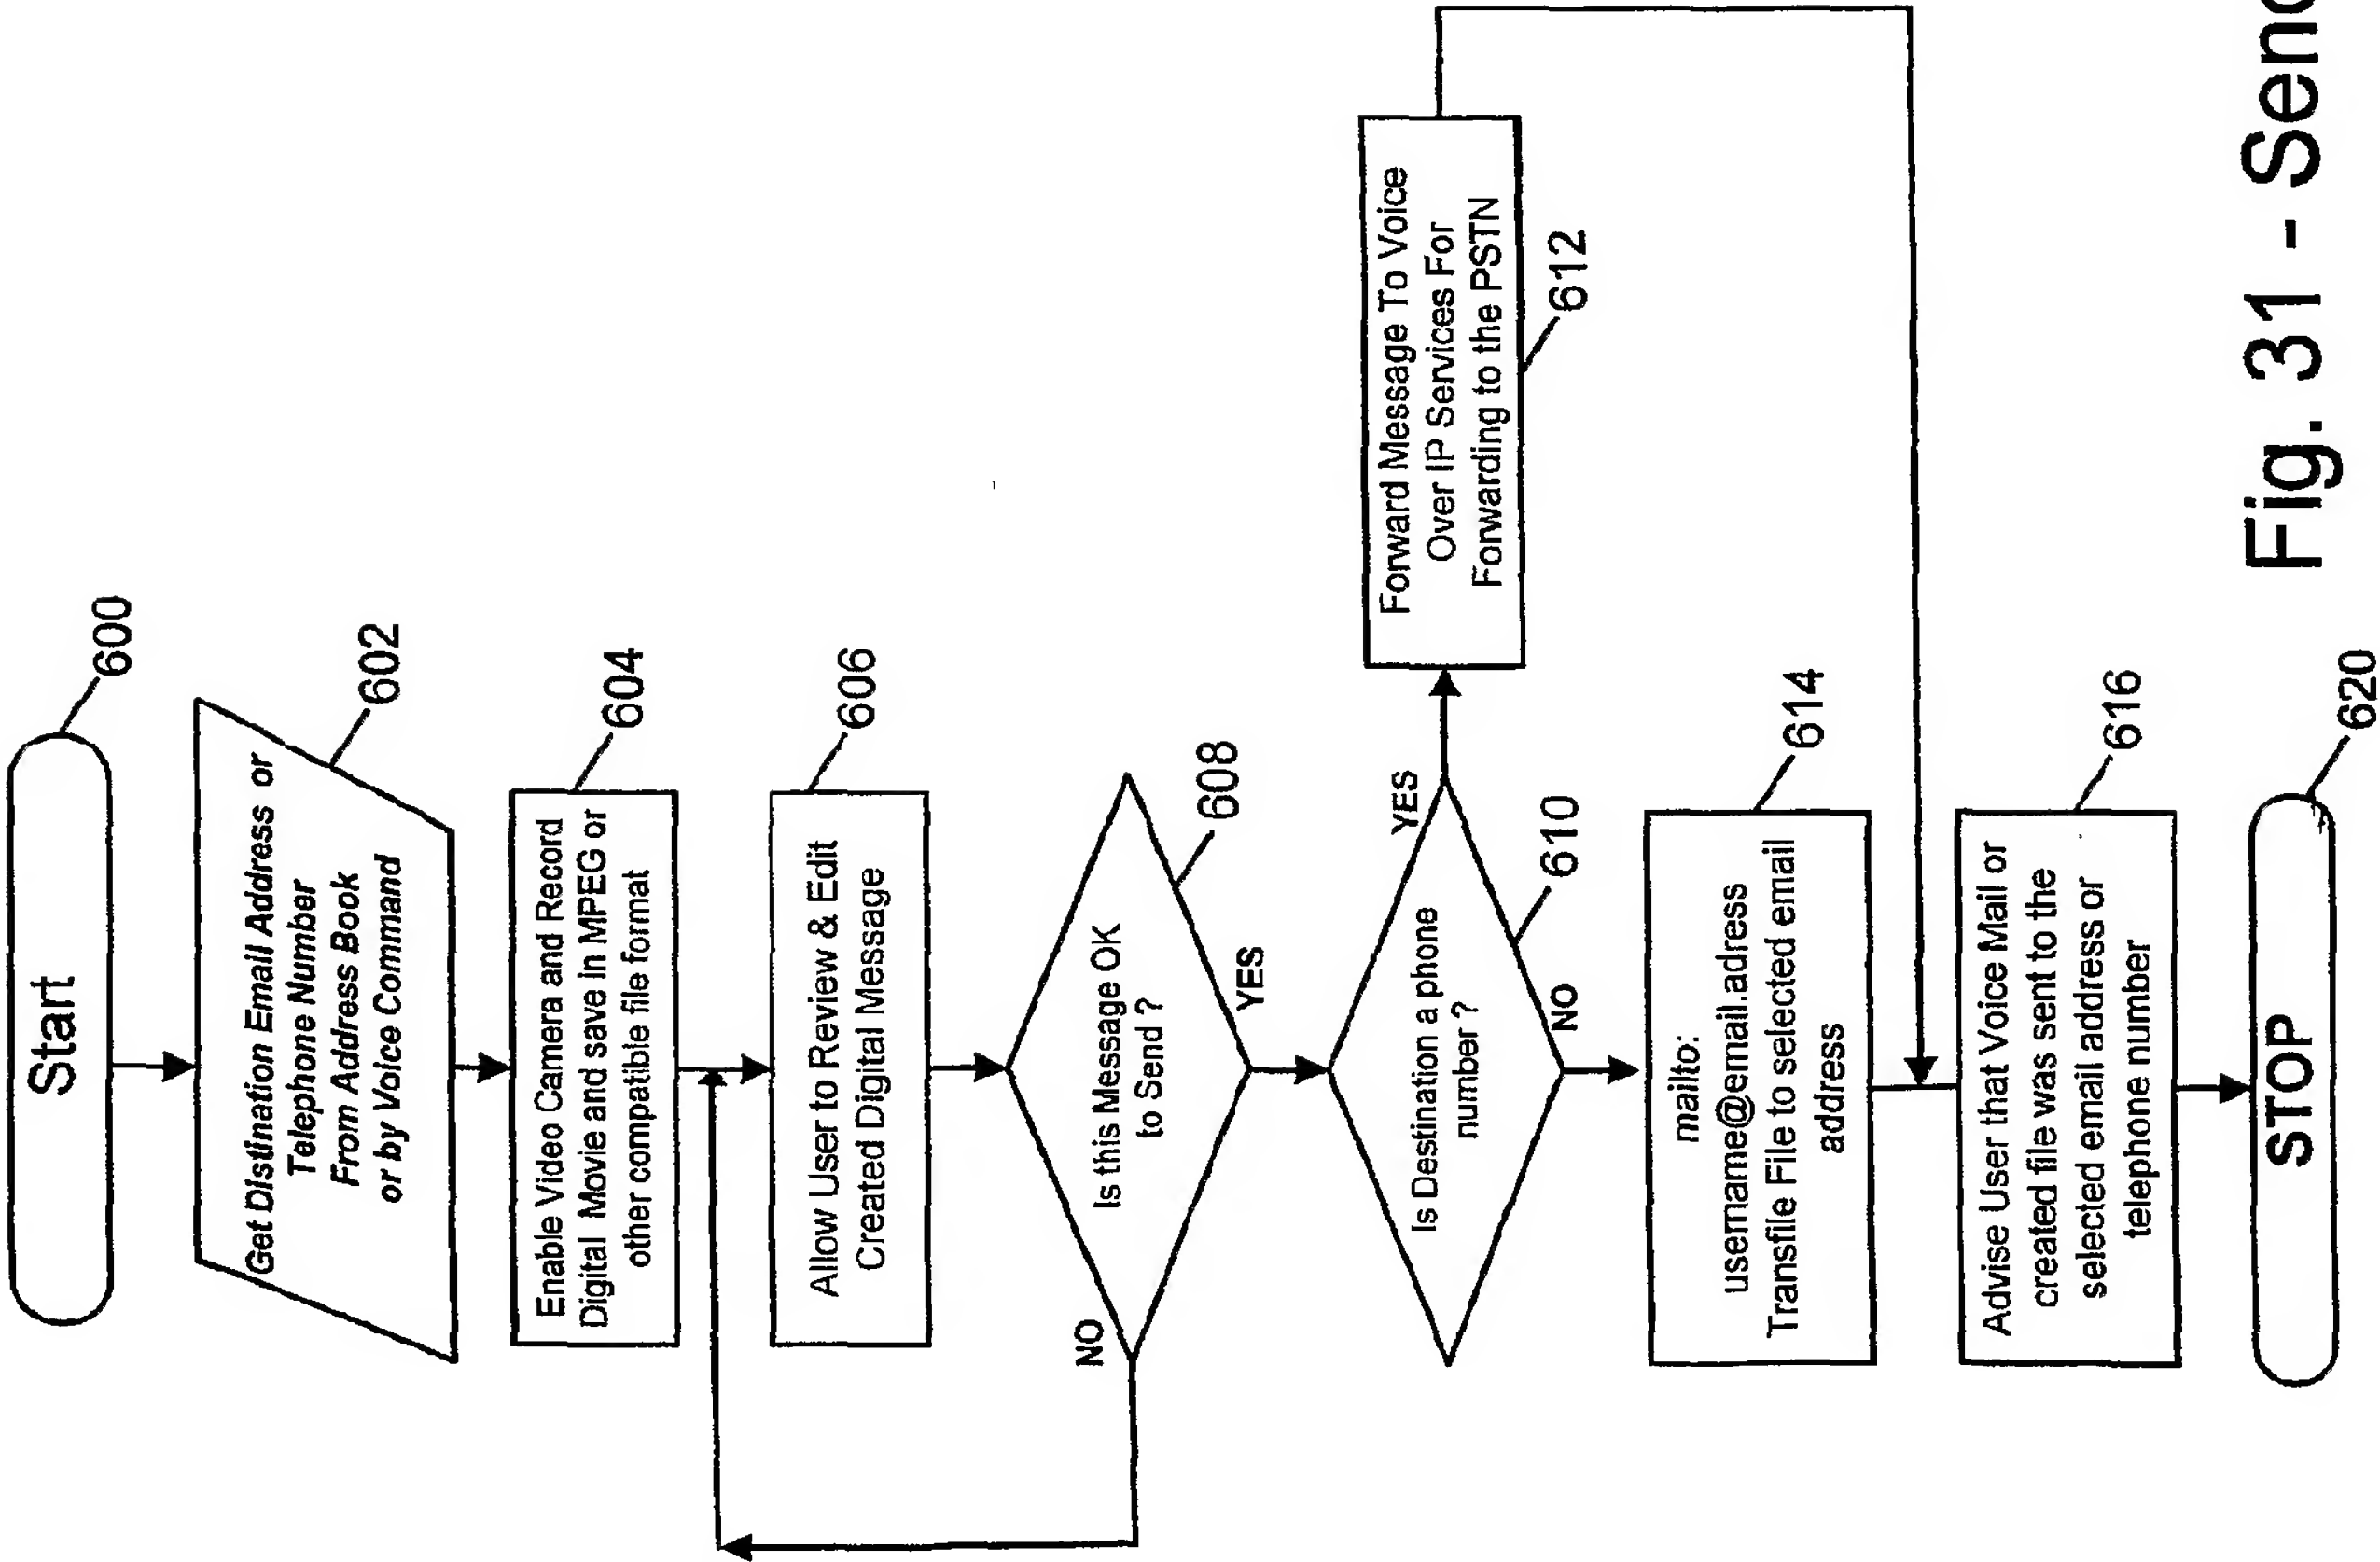 Start
600
Get Distination Email Address or
Telephone Number
From Address Book
or by Voice Command
602
Enable Video Camera and Record
Digital Movie and save in MPEG or
other compatible file format
604
Allow User to Review & Edit
Created Digital Message
606
Is this Message OK
to Send ?
608
NO
YES
Is Destination a phone
number ?
610
YES
NO
Forward Message To Voice
Over IP Services For
Forwarding to the PSTN
612
mailto:
username@email.adress
Transfile File to selected email
address
614
Advise User that Voice Mail or
created file was sent to the
selected email address or
telephone number
616
STOP
620
Fig. 31 -